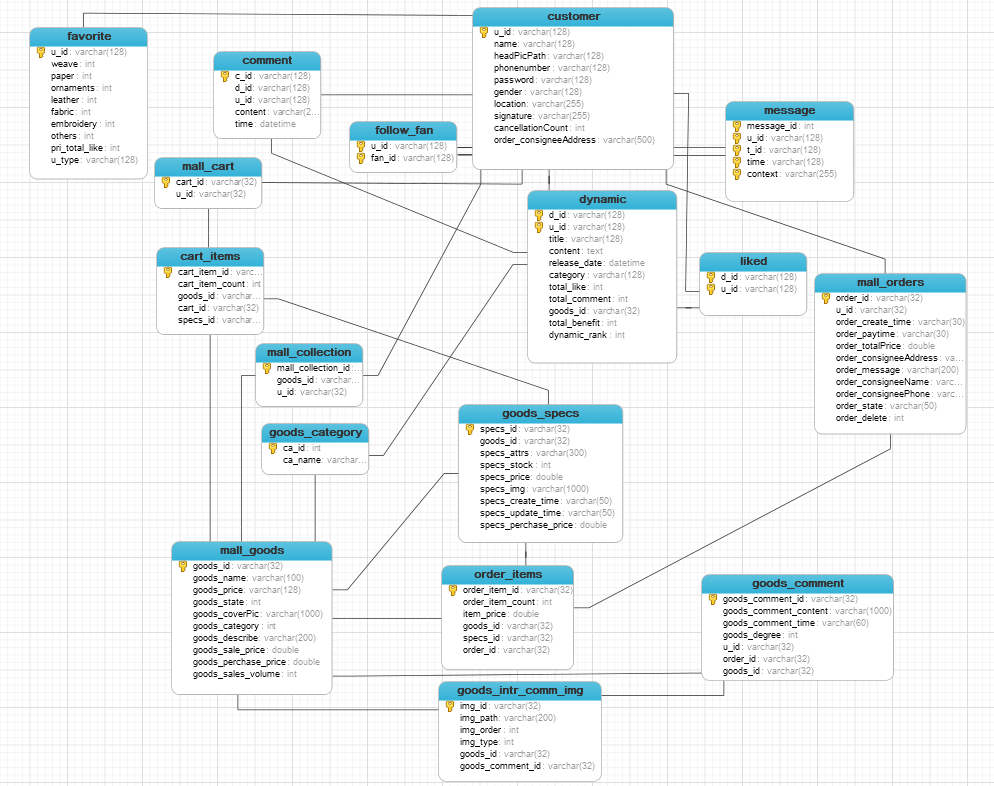 favorite
u_id: varchar(128)
weave: int
paper: int
ornaments: int
leather: int
fabric: int
embroidery: int
others: int
pri_total_like: int
u_type: varchar(128)
comment
c_id: varchar(128)
d_id: varchar(128)
u_id: varchar(128)
content: varchar(2...
time: datetime
customer
u_id: varchar(128)
name: varchar(128)
headPicPath: varchar(128)
phonenumber: varchar(128)
password: varchar(128)
gender: varchar(128)
location: varchar(255)
signature: varchar(255)
cancellationCount: int
order_consigneeAddress: varchar(500)
follow_fan
u_id: varchar(128)
fan_id: varchar(128)
message
message_id: int
u_id: varchar(128)
t_id: varchar(128)
time: varchar(128)
context: varchar(255)
mall_cart
cart_id: varchar(32)
u_id: varchar(32)
dynamic
d_id: varchar(128)
u_id: varchar(128)
title: varchar(128)
content: text
release_date: datetime
category: varchar(128)
total_like: int
total_comment: int
goods_id: varchar(32)
total_benefit: int
dynamic_rank: int
cart_items
cart_item_id: varc...
cart_item_count: int
goods_id: varchar...
cart_id: varchar(32)
specs_id: varchar...
liked
d_id: varchar(128)
u_id: varchar(128)
mall_orders
order_id: varchar(32)
u_id: varchar(32)
order_create_time: varchar(30)
order_paytime: varchar(30)
order_totalPrice: double
order_consigneeAddress: va...
order_message: varchar(200)
order_consigneeName: varc...
order_consigneePhone: varc...
order_state: varchar(50)
order_delete: int
mall_collection
mall_collection_id:...
goods_id: varchar...
u_id: varchar(32)
goods_category
ca_id: int
ca_name: varchar...
goods_specs
specs_id: varchar(32)
goods_id: varchar(32)
specs_attrs: varchar(300)
specs_stock: int
specs_price: double
specs_img: varchar(1000)
specs_create_time: varchar(50)
specs_update_time: varchar(50)
specs_perchase_price: double
mall_goods
goods_id: varchar(32)
goods_name: varchar(100)
goods_price: varchar(128)
goods_state: int
goods_coverPic: varchar(1000)
goods_category: int
goods_describe: varchar(200)
goods_sale_price: double
goods_perchase_price: double
goods_sales_volume: int
order_items
order_item_id: varchar(32)
order_item_count: int
item_price: double
goods_id: varchar(32)
specs_id: varchar(32)
order_id: varchar(32)
goods_comment
goods_comment_id: varchar(32)
goods_comment_content: varchar(1000)
goods_comment_time: varchar(60)
goods_degree: int
u_id: varchar(32)
order_id: varchar(32)
goods_id: varchar(32)
goods_intr_comm_img
img_id: varchar(32)
img_path: varchar(200)
img_order: int
img_type: int
goods_id: varchar(32)
goods_comment_id: varchar(32)